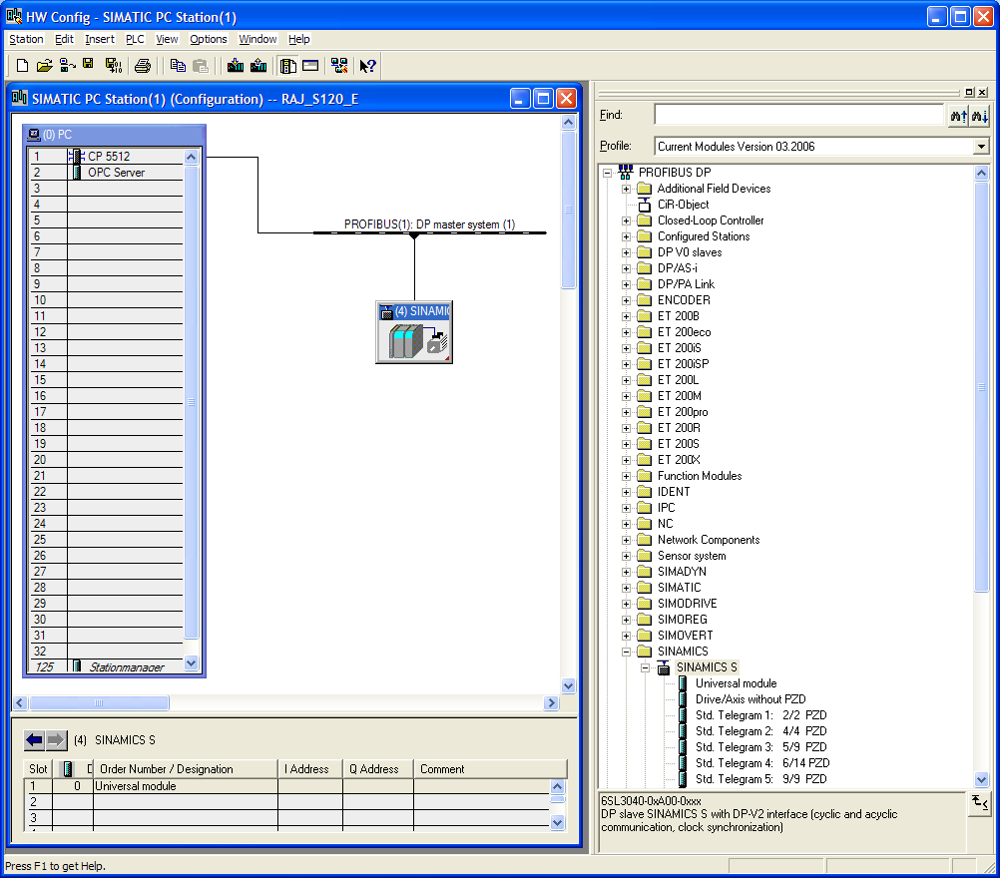 HW Config - SIMATIC PC Station(1)
Station Edit Insert PLC View Options Window Help
SIMATIC PC Station(1) (Configuration) -- RAJ_S120_E
(0) PC
1 CP 5512
2 OPC Server
3
4
5
6
7
8
9
10
11
12
13
14
15
16
17
18
19
20
21
22
23
24
25
26
27
28
29
30
31
32
125 Stationmanager
PROFIBUS(1): DP master system (1)
(4) SINAMIC
(4) SINAMICS S
Slot D Order Number / Designation I Address Q Address Comment
1 0 Universal module
2
3
Find:
Profile: Current Modules Version 03.2006
PROFIBUS DP
Additional Field Devices
CiR-Object
Closed-Loop Controller
Configured Stations
DP V0 slaves
DP/AS-i
DP/PA Link
ENCODER
ET 200B
ET 200eco
ET 200iS
ET 200iSP
ET 200L
ET 200M
ET 200pro
ET 200R
ET 200S
ET 200X
Function Modules
IDENT
IPC
NC
Network Components
Sensor system
SIMADYN
SIMATIC
SIMODRIVE
SIMOREG
SIMOVERT
SINAMICS
SINAMICS S
Universal module
Drive/Axis without PZD
Std. Telegram 1: 2/2 PZD
Std. Telegram 2: 4/4 PZD
Std. Telegram 3: 5/9 PZD
Std. Telegram 4: 6/14 PZD
Std. Telegram 5: 9/9 PZD
6SL3040-0xA00-0xxx
DP slave SINAMICS S with DP-V2 interface (cyclic and acyclic
communication, clock synchronization)
Press F1 to get Help.